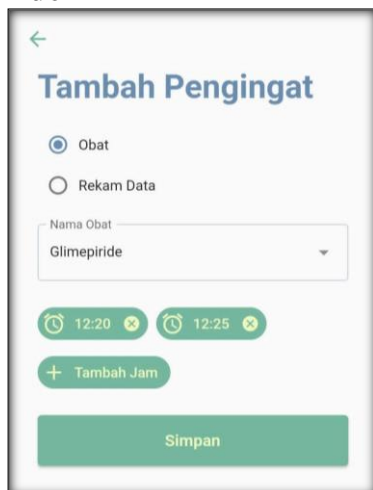 Tambah Pengingat
Obat
Rekam Data
Nama Obat
Glimepiride
12:20 12:25
+ Tambah Jam
Simpan